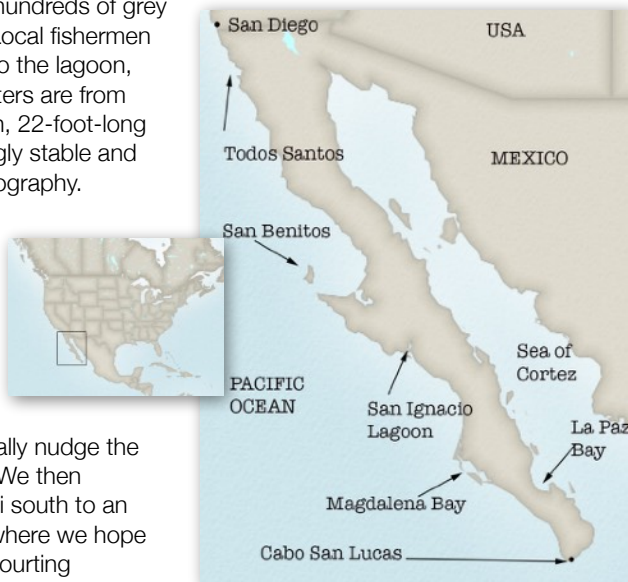 hundreds of grey
Local fishermen
o the lagoon,
ters are from
n, 22-foot-long
gly stable and
ography.
ally nudge the
We then
i south to an
where we hope
ourting
San Diego
USA
Todos Santos
MEXICO
San Benitos
Sea of
Cortez
PACIFIC
OCEAN
San Ignacio
Lagoon
La Paz
Bay
Magdalena Bay
Cabo San Lucas